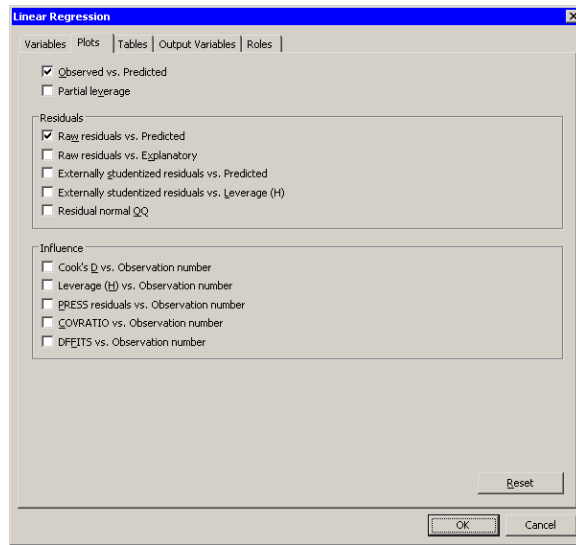 Linear Regression
Variables Plots Tables Output Variables Roles
Observed vs. Predicted
Partial leverage
Residuals
Raw residuals vs. Predicted
Raw residuals vs. Explanatory
Externally studentized residuals vs. Predicted
Externally studentized residuals vs. Leverage (H)
Residual normal QQ
Influence
Cook's D vs. Observation number
Leverage (H) vs. Observation number
PRESS residuals vs. Observation number
COVRATIO vs. Observation number
DFFITS vs. Observation number
Reset
OK Cancel